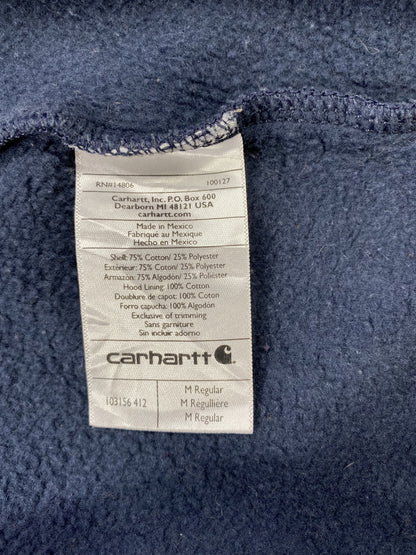 RN#14806 100127
Carhartt, Inc. P.O. Box 600
Dearborn MI 48121 USA
carhartt.com
Made in Mexico
Fabriqué au Mexique
Hecho en México
Shell: 75% Cotton/ 25% Polyester
Extérieur: 75% Coton/ 25% Polyester
Armazón: 75% Algodón/ 25% Poliester
Hood Lining: 100% Cotton
Doublure de capot: 100% Coton
Forro capucha: 100% Algodón
Exclusive of trimming
Sans garniture
Sin incluir adorno
carhartt
103156 412
M Regular
M Régullière
M Regular